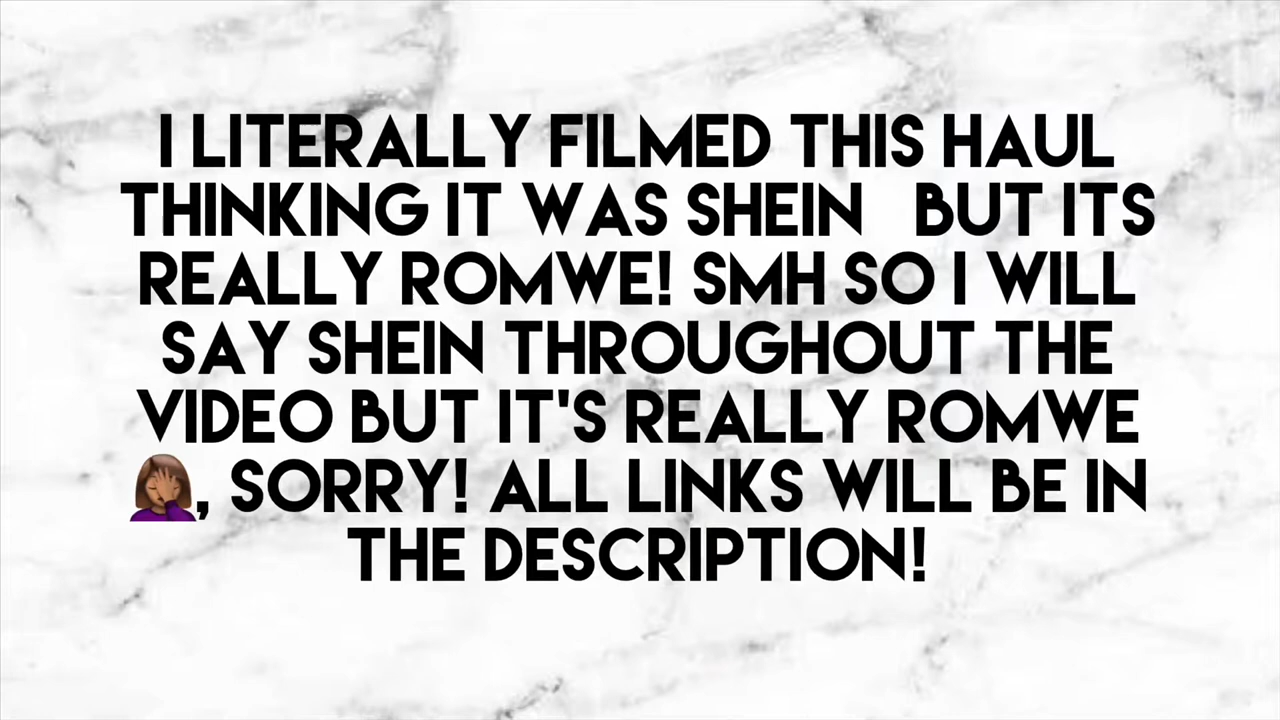 I LITERALLY FILMED THIS HAUL
THINKING IT WAS SHEIN BUT ITS
REALLY ROMWE! SMH SO I WILL
SAY SHEIN THROUGHOUT THE
VIDEO BUT IT'S REALLY ROMWE
🤦🏾‍♀️, SORRY! ALL LINKS WILL BE IN
THE DESCRIPTION!